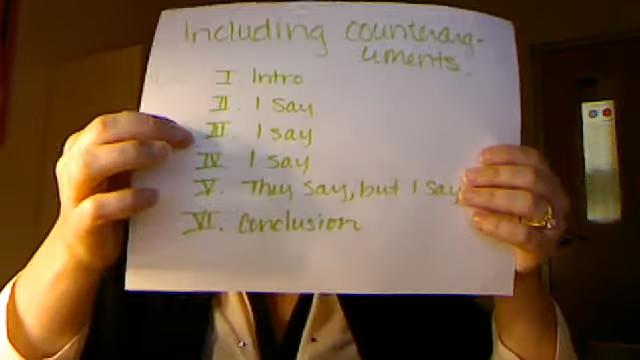 Including counterarg-
uments.
I Intro
II. I Say
III I say
IV I say
V. They say, but I say
VI. Conclusion